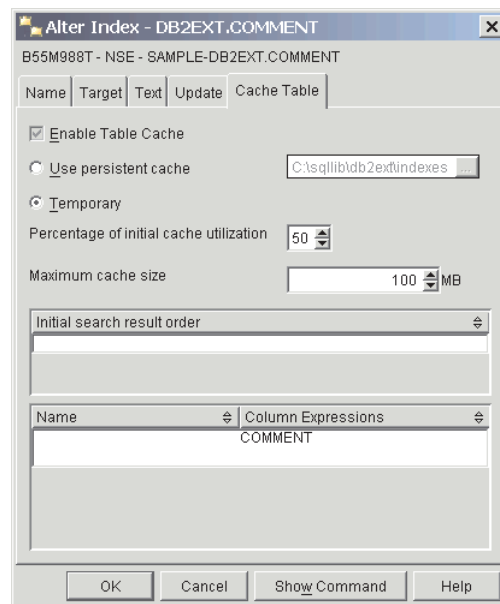 Alter Index - DB2EXT.COMMENT
B55M988T - NSE - SAMPLE-DB2EXT.COMMENT
Name Target Text Update Cache Table
Enable Table Cache
Use persistent cache C:\sqllib\db2ext\indexes ...
Temporary
Percentage of initial cache utilization 50
Maximum cache size 100 MB
Initial search result order
Name Column Expressions
COMMENT
OK Cancel Show Command Help